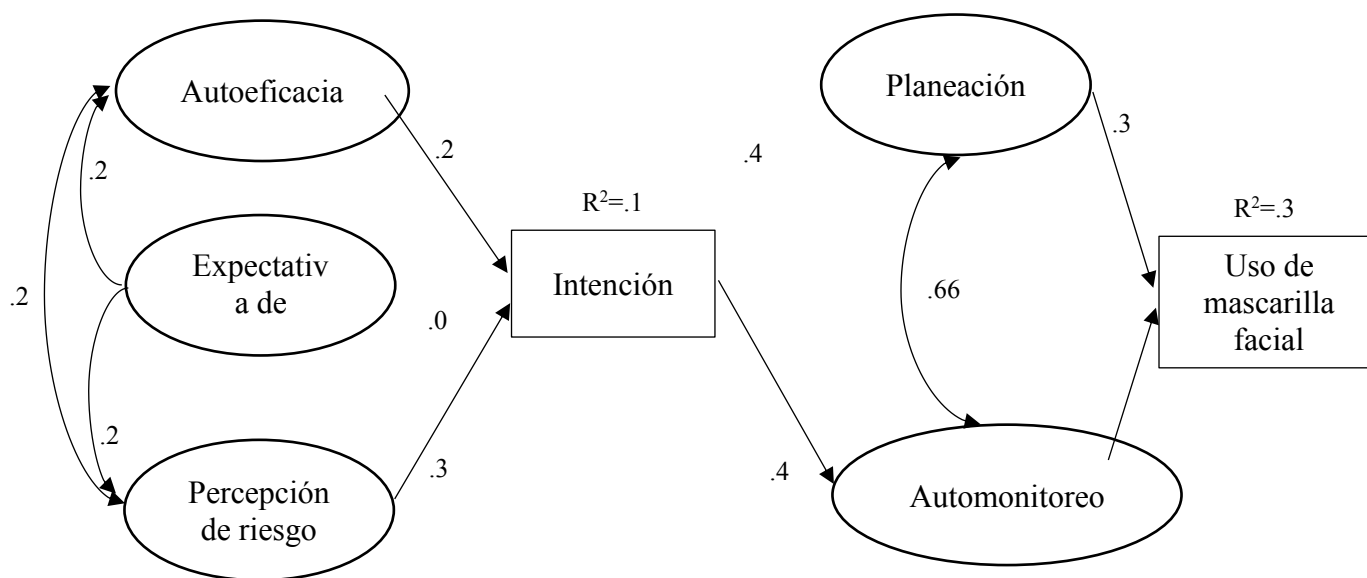 Autoeficacia
Planeación
.2
.3
.2
.4
R²=.1
R²=.3
Expectativ
a de
Intención
Uso de
mascarilla
facial
.2
.0
.66
.2
.3
.4
Percepción
de riesgo
Automonitoreo